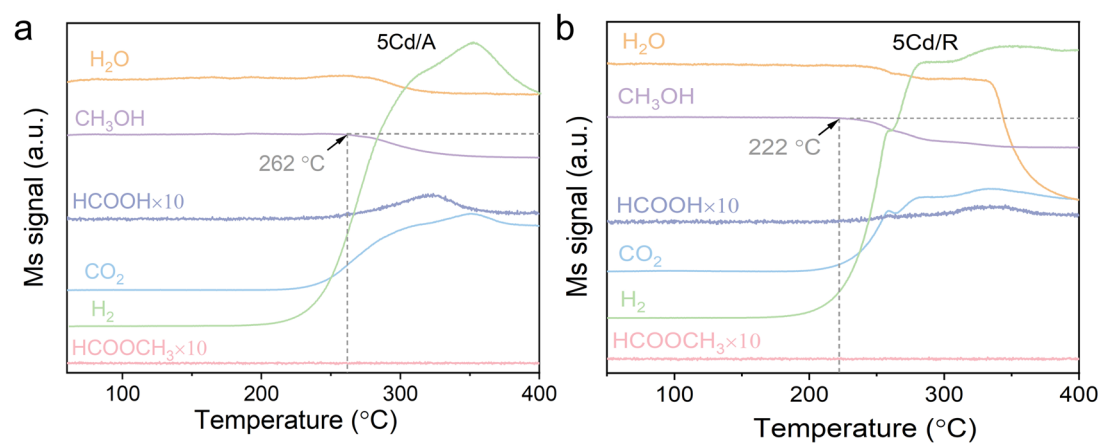 a
5Cd/A
H₂O
CH₃OH
262 °C
HCOOH×10
CO₂
H₂
HCOOCH₃×10
Ms signal (a.u.)
100 200 300 400
Temperature (°C)
b
5Cd/R
H₂O
CH₃OH
222 °C
HCOOH×10
CO₂
H₂
HCOOCH₃×10
Ms signal (a.u.)
100 200 300 400
Temperature (°C)